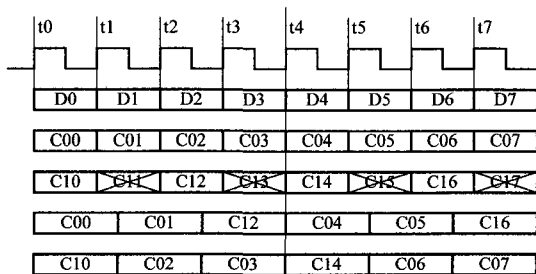 t0 t1 t2 t3 t4 t5 t6 t7
D0 D1 D2 D3 D4 D5 D6 D7
C00 C01 C02 C03 C04 C05 C06 C07
C10 C11 C12 C13 C14 C15 C16 C17
C00 C01 C12 C04 C05 C16
C10 C02 C03 C14 C06 C07